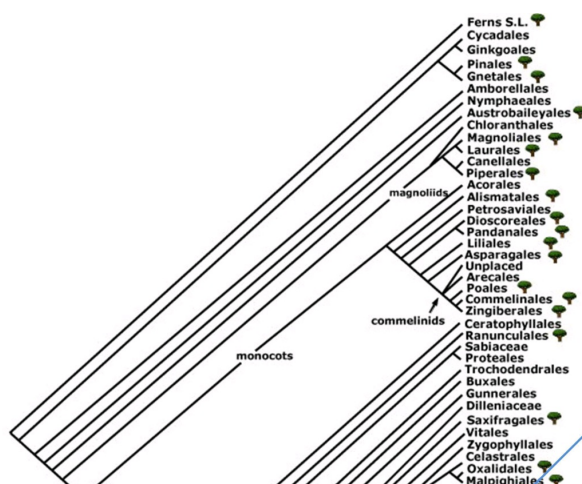 Ferns S.L.
Cycadales
Ginkgoales
Pinales
Gnetales
Amborellales
Nymphaeales
Austrobaileyales
Chloranthales
Magnoliales
Laurales
Canellales
Piperales
magnoliids
Acorales
Alismatales
Petrosaviales
Dioscoreales
Pandanales
Liliales
Asparagales
Unplaced
Arecales
Poales
Commelinales
Zingiberales
commelinids
Ceratophyllales
Ranunculales
Sabiaceae
monocots
Proteales
Trochodendrales
Buxales
Gunnerales
Dilleniaceae
Saxifragales
Vitales
Zygophyllales
Celastrales
Oxalidales
Malpighiales